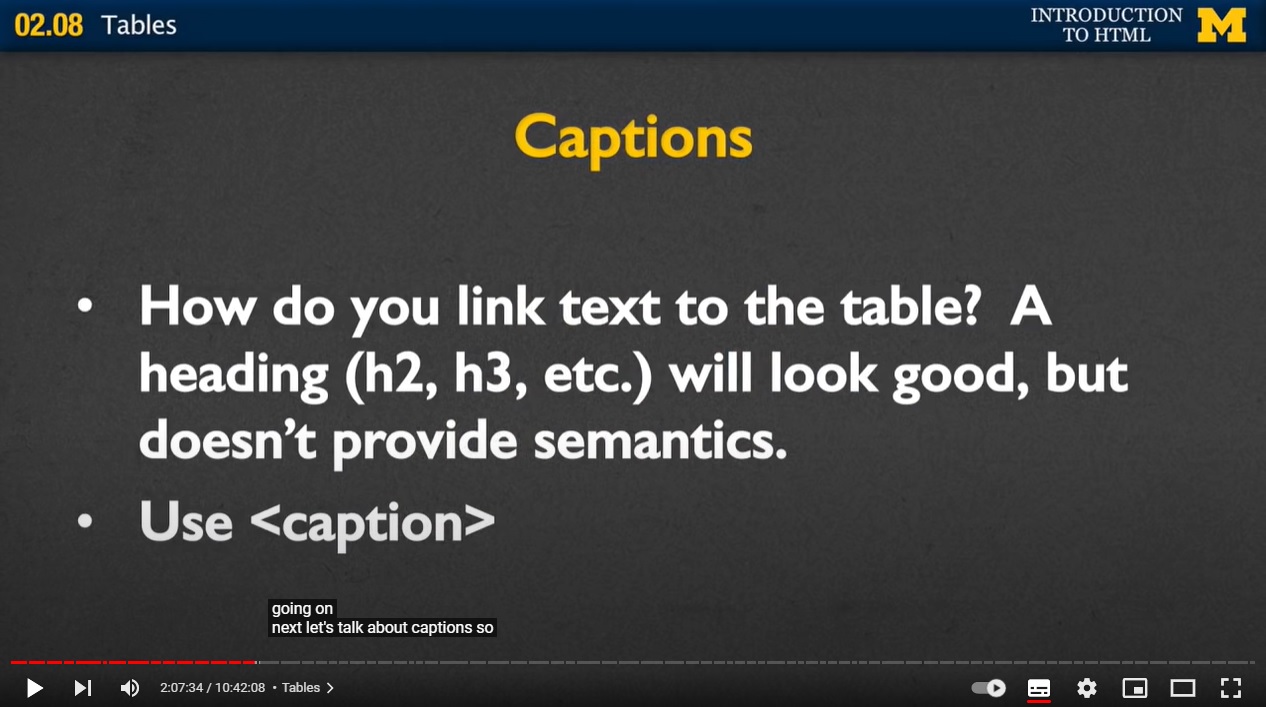 02.08 Tables
INTRODUCTION
TO HTML
M
Captions
• How do you link text to the table? A
heading (h2, h3, etc.) will look good, but
doesn’t provide semantics.
• Use <caption>
going on
next let's talk about captions so
2:07:34 / 10:42:08 • Tables >